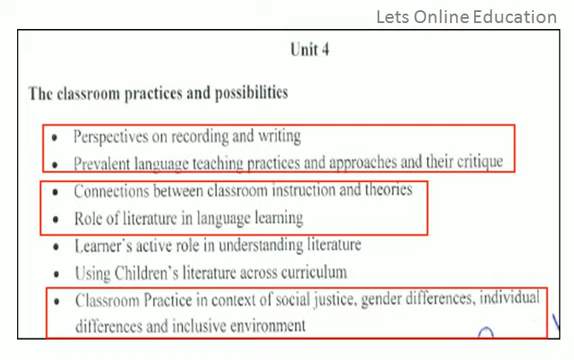 Lets Online Education
Unit 4
The classroom practices and possibilities
• Perspectives on recording and writing
• Prevalent language teaching practices and approaches and their critique
• Connections between classroom instruction and theories
• Role of literature in language learning
• Learner's active role in understanding literature
• Using Children's literature across curriculum
• Classroom Practice in context of social justice, gender differences, individual
differences and inclusive environment